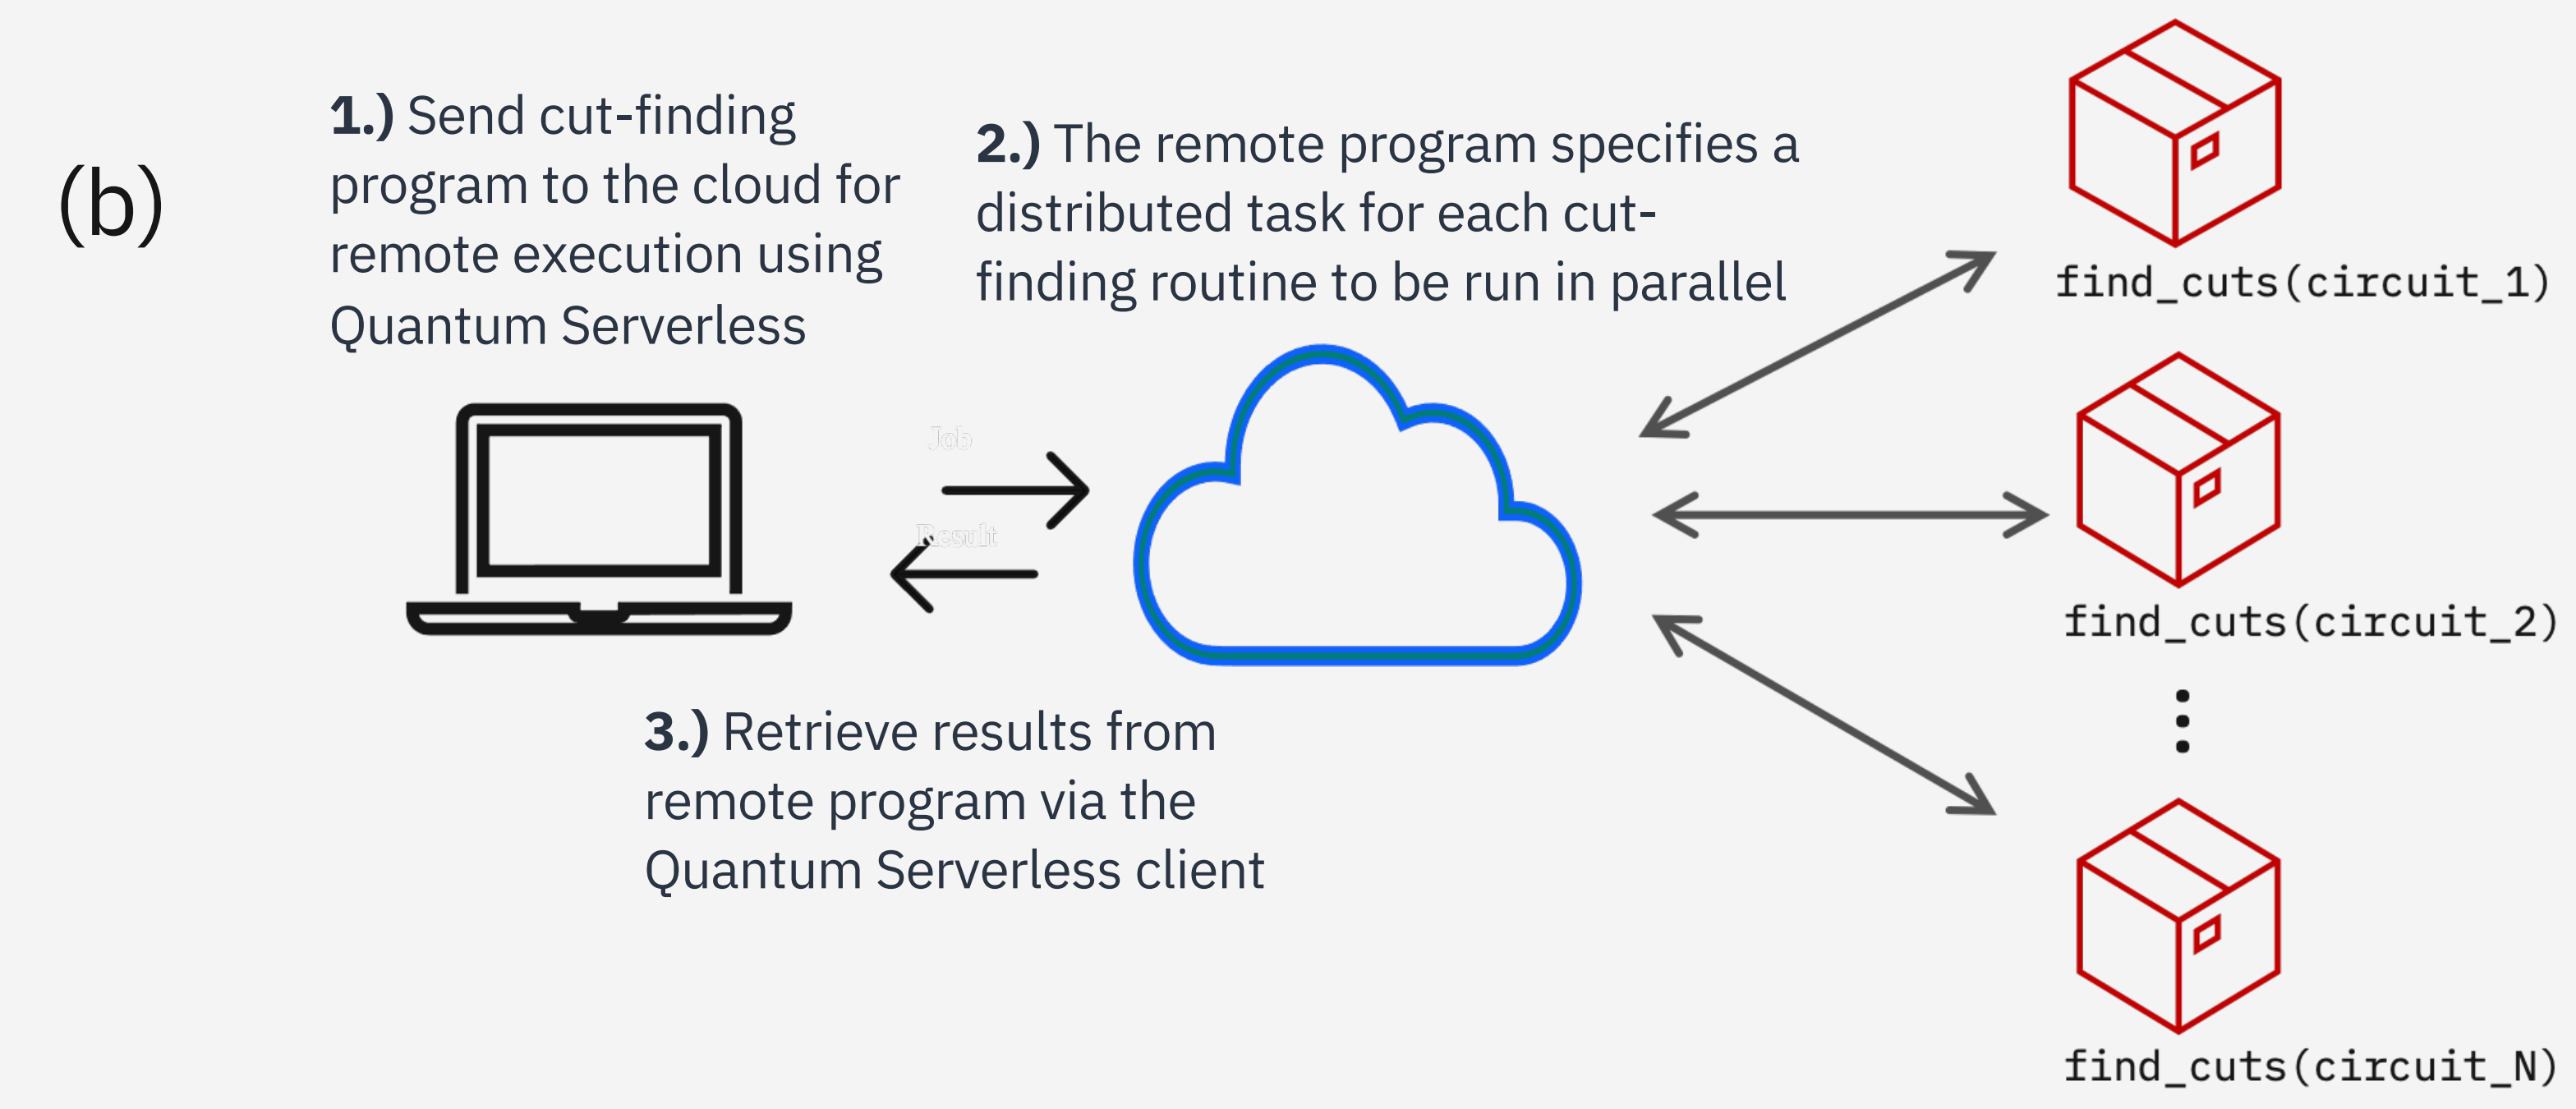 (b)
1.) Send cut-finding
program to the cloud for
remote execution using
Quantum Serverless
2.) The remote program specifies a
distributed task for each cut-
finding routine to be run in parallel
Job
Result
3.) Retrieve results from
remote program via the
Quantum Serverless client
find_cuts(circuit_1)
find_cuts(circuit_2)
find_cuts(circuit_N)